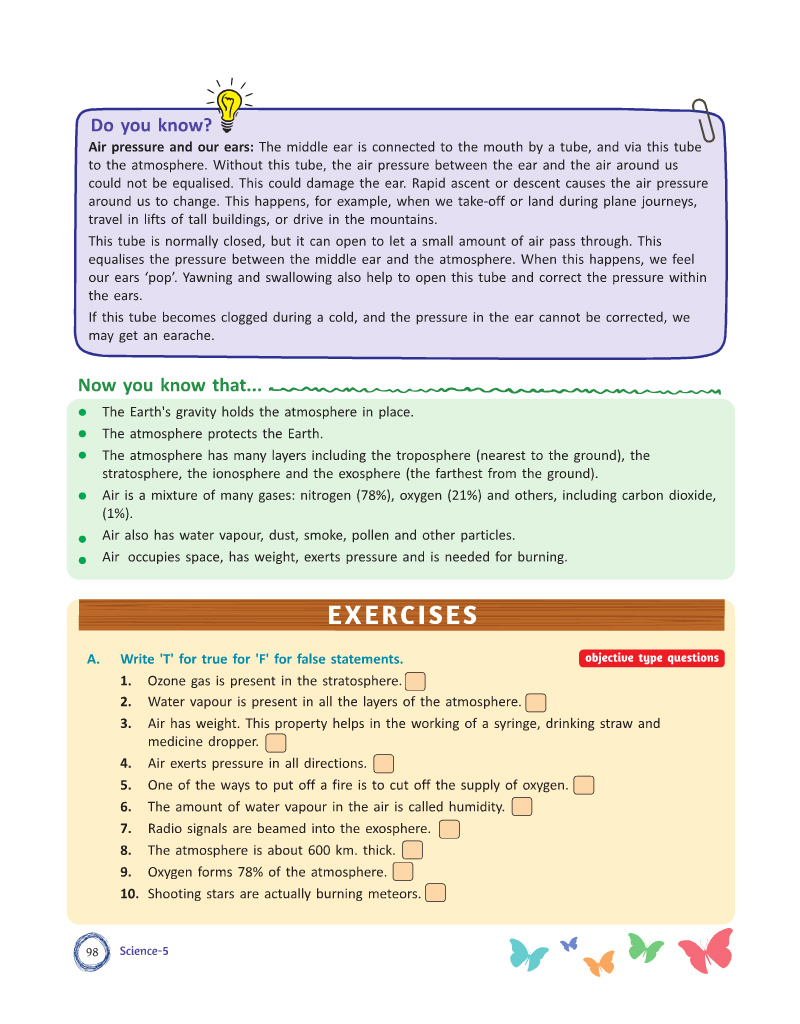 Do you know?
Air pressure and our ears: The middle ear is connected to the mouth by a tube, and via this tube
to the atmosphere. Without this tube, the air pressure between the ear and the air around us
could not be equalised. This could damage the ear. Rapid ascent or descent causes the air pressure
around us to change. This happens, for example, when we take-off or land during plane journeys,
travel in lifts of tall buildings, or drive in the mountains.
This tube is normally closed, but it can open to let a small amount of air pass through. This
equalises the pressure between the middle ear and the atmosphere. When this happens, we feel
our ears ‘pop’. Yawning and swallowing also help to open this tube and correct the pressure within
the ears.
If this tube becomes clogged during a cold, and the pressure in the ear cannot be corrected, we
may get an earache.
Now you know that...
● The Earth's gravity holds the atmosphere in place.
● The atmosphere protects the Earth.
● The atmosphere has many layers including the troposphere (nearest to the ground), the
stratosphere, the ionosphere and the exosphere (the farthest from the ground).
● Air is a mixture of many gases: nitrogen (78%), oxygen (21%) and others, including carbon dioxide,
(1%).
● Air also has water vapour, dust, smoke, pollen and other particles.
● Air occupies space, has weight, exerts pressure and is needed for burning.
EXERCISES
A. Write 'T' for true for 'F' for false statements. objective type questions
1. Ozone gas is present in the stratosphere.
2. Water vapour is present in all the layers of the atmosphere.
3. Air has weight. This property helps in the working of a syringe, drinking straw and
medicine dropper.
4. Air exerts pressure in all directions.
5. One of the ways to put off a fire is to cut off the supply of oxygen.
6. The amount of water vapour in the air is called humidity.
7. Radio signals are beamed into the exosphere.
8. The atmosphere is about 600 km. thick.
9. Oxygen forms 78% of the atmosphere.
10. Shooting stars are actually burning meteors.
98 Science-5